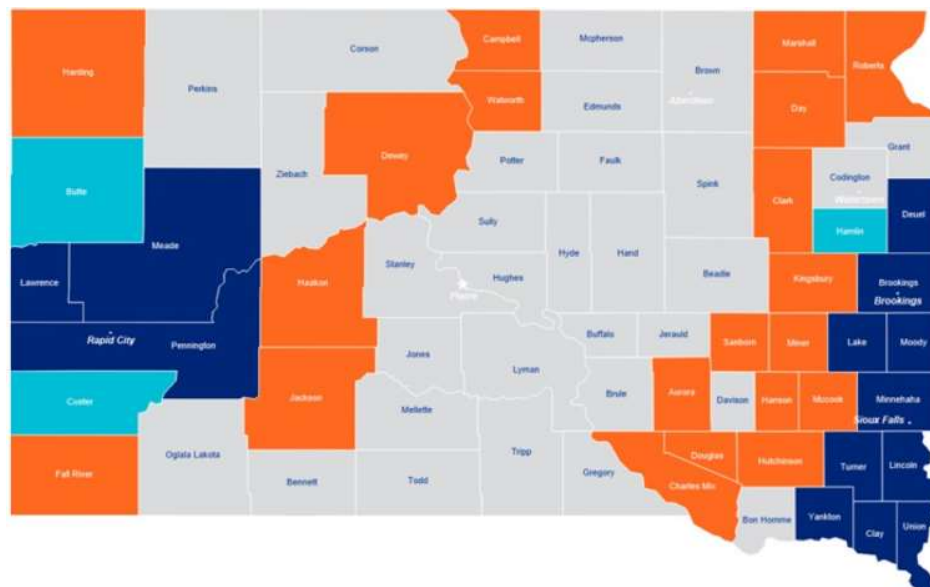 Harding
Perkins
Corson
Campbell
Mcpherson
Brown
Marshall
Roberts
Walworth
Edmunds
Aberdeen
Day
Dewey
Grant
Butte
Ziebach
Potter
Faulk
Codington
Watertown
Spink
Clark
Deuel
Hamlin
Meade
Sully
Lawrence
Haakon
Stanley
Hyde
Hand
Beadle
Kingsbury
Brookings
Brookings
Hughes
Pierre
Rapid City
Pennington
Buffalo
Jerauld
Sanborn
Miner
Lake
Moody
Jones
Lyman
Custer
Jackson
Brule
Aurora
Davison
Hanson
Mccook
Minnehaha
Mellette
Sioux Falls
Fall River
Oglala Lakota
Tripp
Gregory
Douglas
Hutchinson
Turner
Lincoln
Bennett
Todd
Charles Mix
Bon Homme
Yankton
Clay
Union